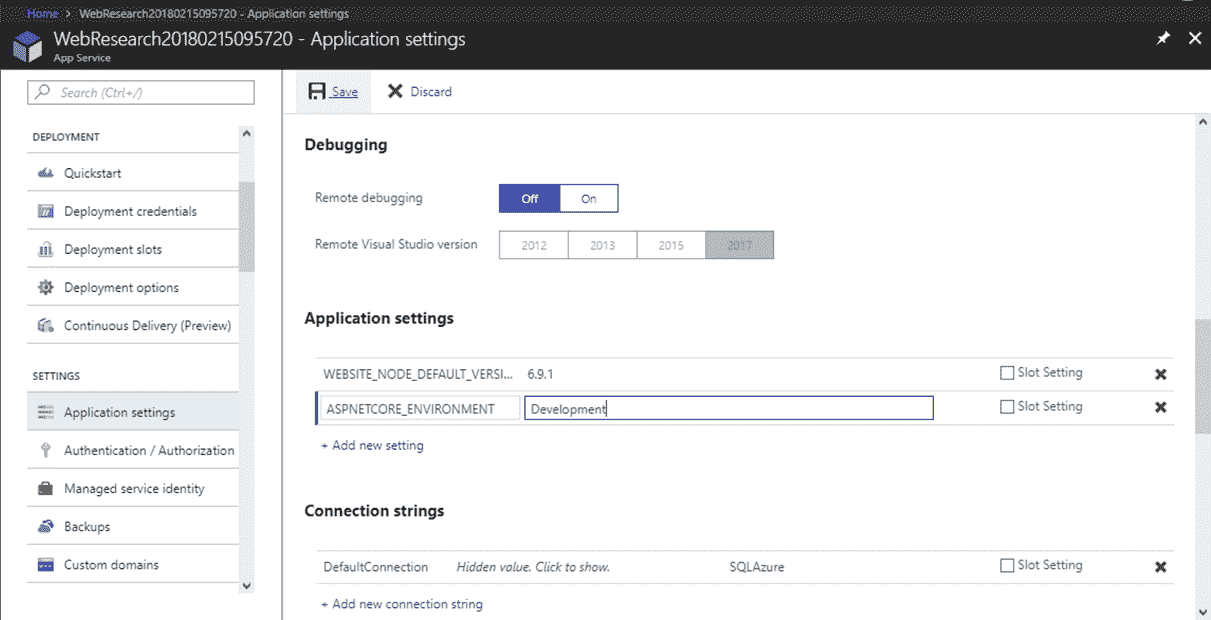 Home > WebResearch20180215095720 - Application settings
WebResearch20180215095720 - Application settings
App Service
Search (Ctrl+/)
DEPLOYMENT
Quickstart
Deployment credentials
Deployment slots
Deployment options
Continuous Delivery (Preview)
SETTINGS
Application settings
Authentication / Authorization
Managed service identity
Backups
Custom domains
Save Discard
Debugging
Remote debugging Off On
Remote Visual Studio version 2012 2013 2015 2017
Application settings
WEBSITE_NODE_DEFAULT_VERSI... 6.9.1 Slot Setting
ASPNETCORE_ENVIRONMENT Development Slot Setting
+ Add new setting
Connection strings
DefaultConnection Hidden value. Click to show. SQLAzure Slot Setting
+ Add new connection string